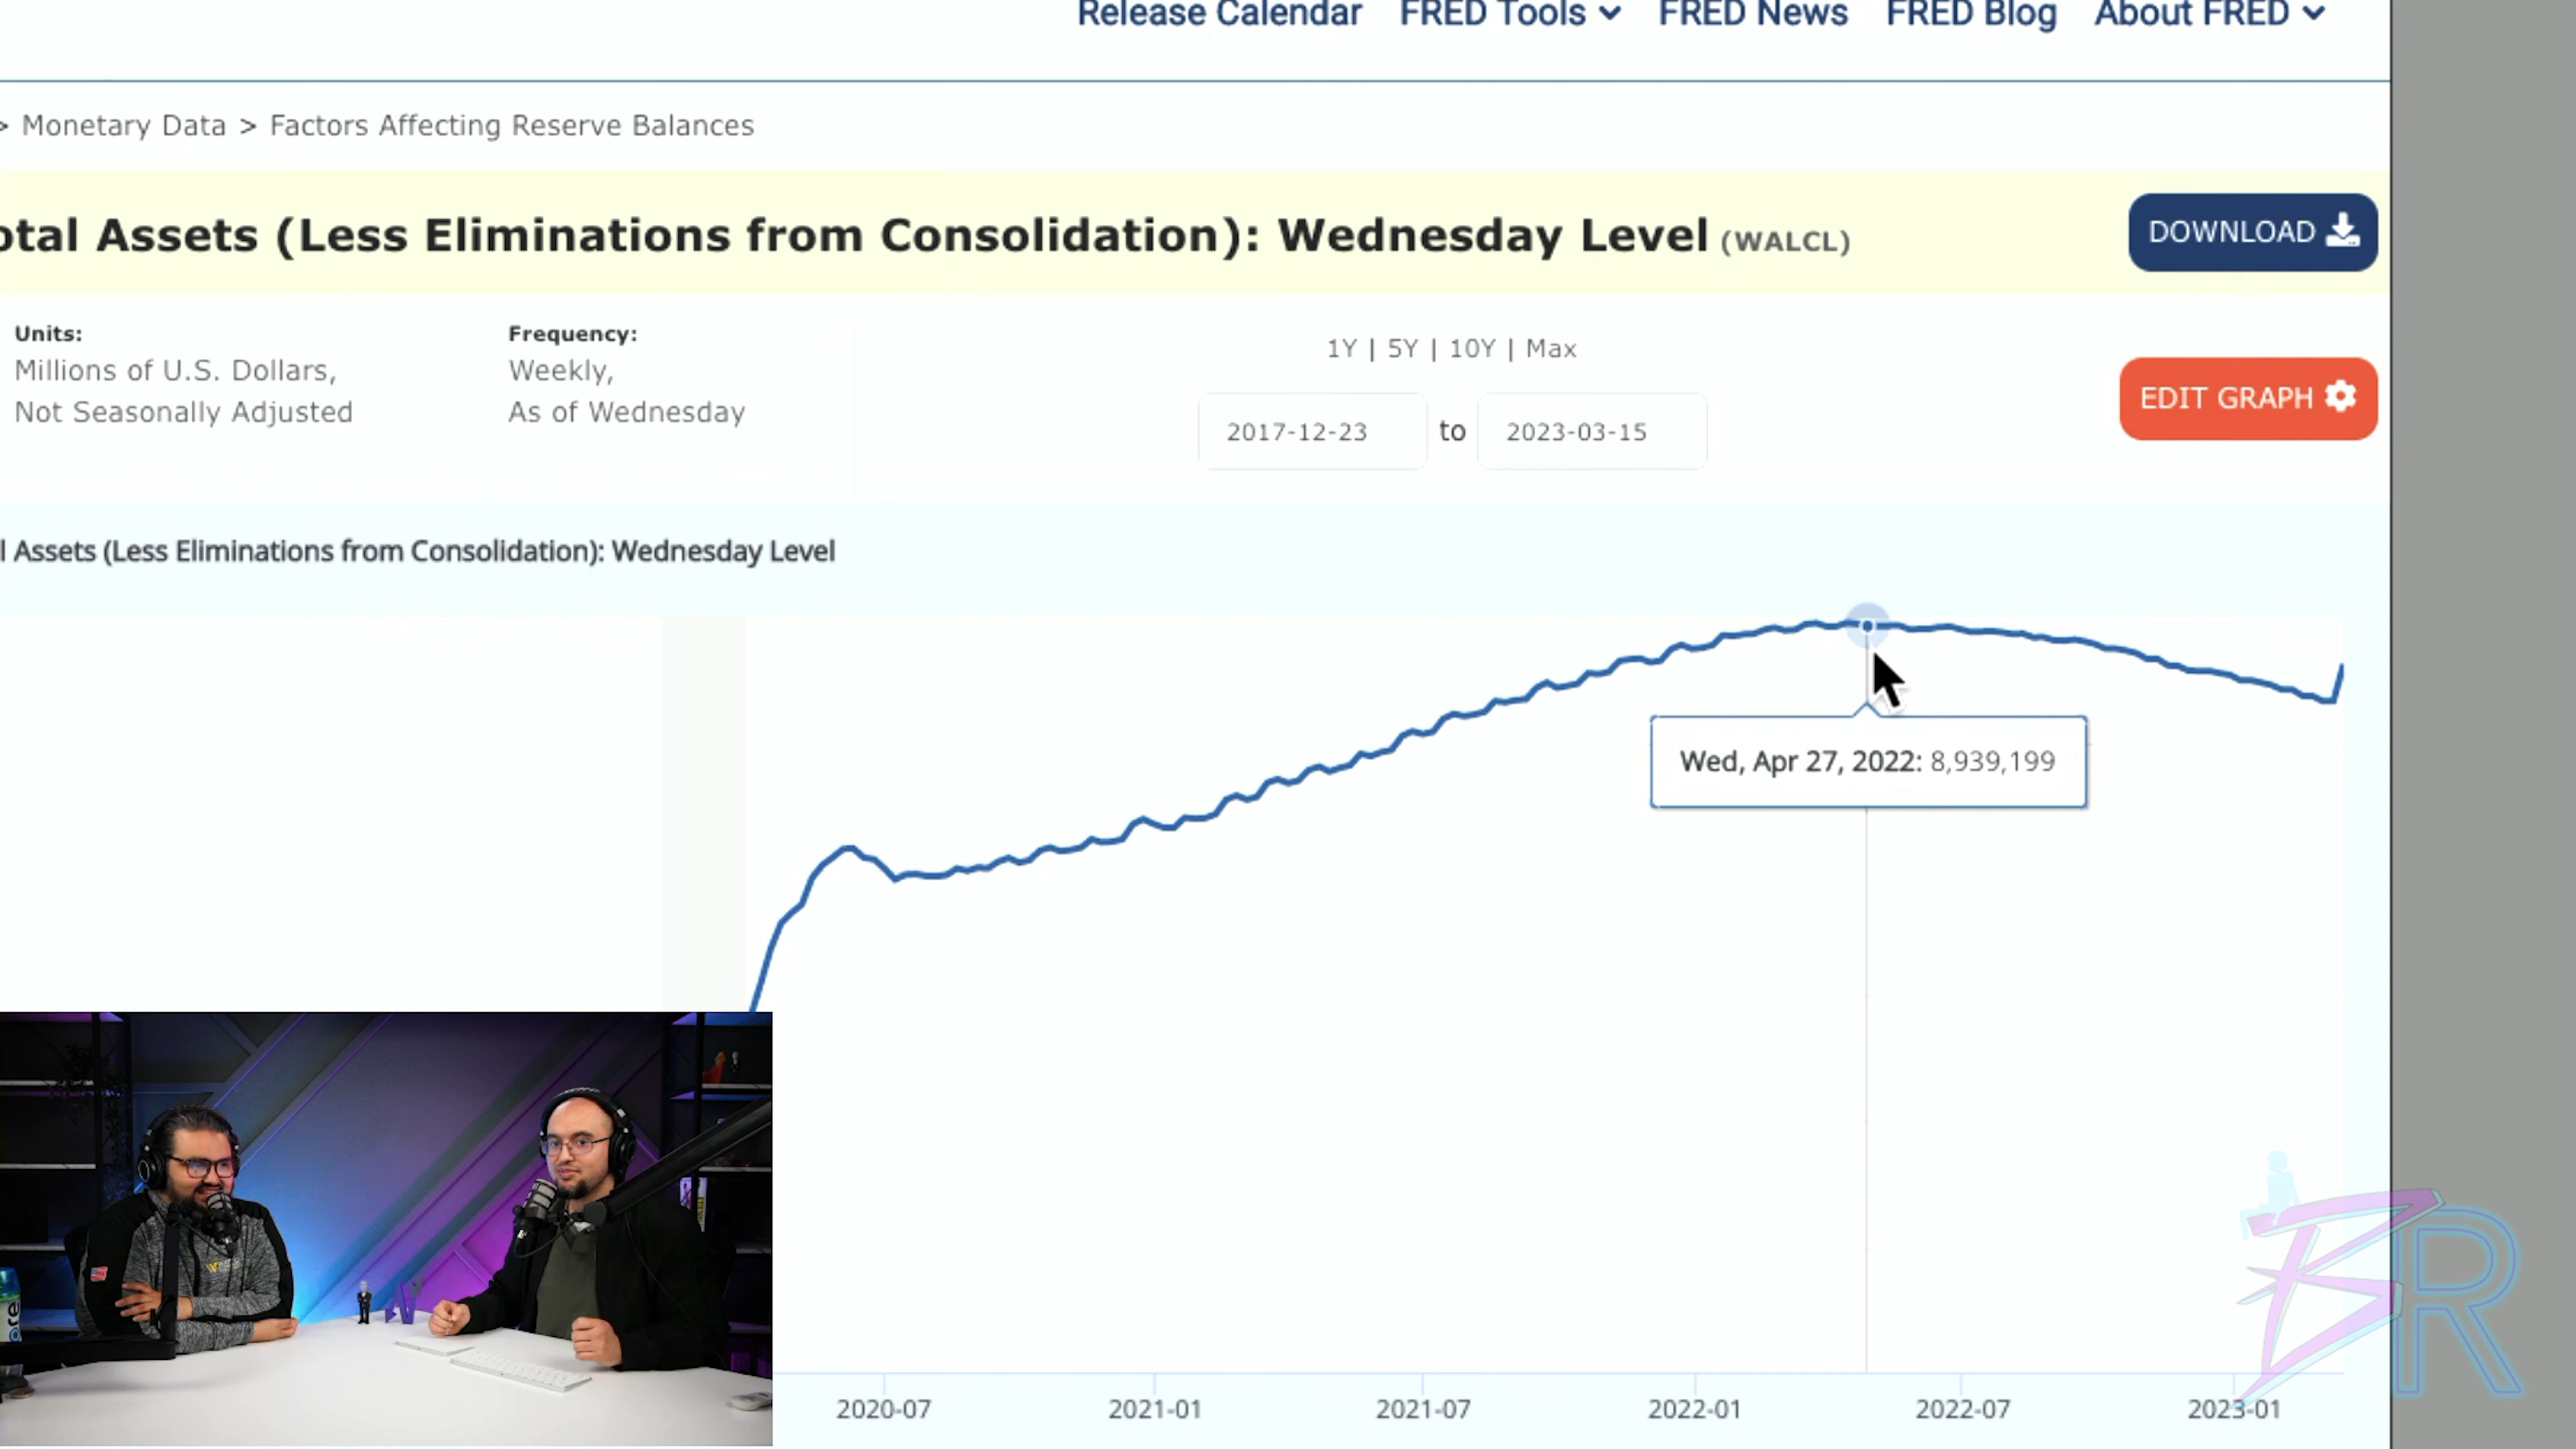 Release Calendar FRED Tools FRED News FRED Blog About FRED
> Monetary Data > Factors Affecting Reserve Balances
otal Assets (Less Eliminations from Consolidation): Wednesday Level (WALCL)
DOWNLOAD
Units:
Millions of U.S. Dollars,
Not Seasonally Adjusted
Frequency:
Weekly,
As of Wednesday
1Y | 5Y | 10Y | Max
2017-12-23 to 2023-03-15
EDIT GRAPH
l Assets (Less Eliminations from Consolidation): Wednesday Level
Wed, Apr 27, 2022: 8,939,199
2020-07 2021-01 2021-07 2022-01 2022-07 2023-01
BR